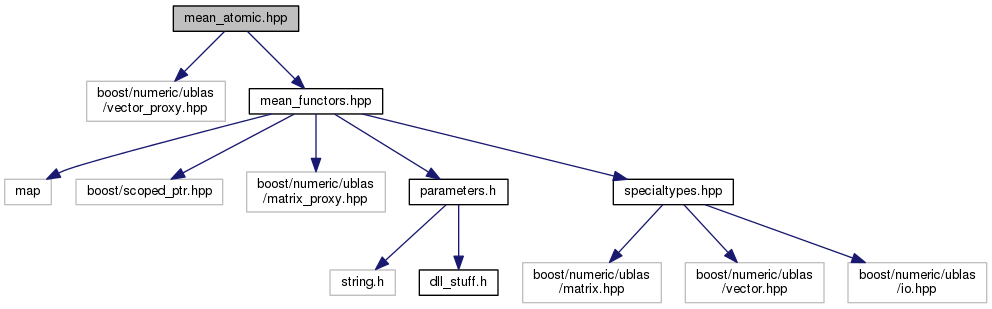 mean_atomic.hpp
boost/numeric/ublas
/vector_proxy.hpp
mean_functors.hpp
map
boost/scoped_ptr.hpp
boost/numeric/ublas
/matrix_proxy.hpp
parameters.h
specialtypes.hpp
string.h
dll_stuff.h
boost/numeric/ublas
/matrix.hpp
boost/numeric/ublas
/vector.hpp
boost/numeric/ublas
/io.hpp